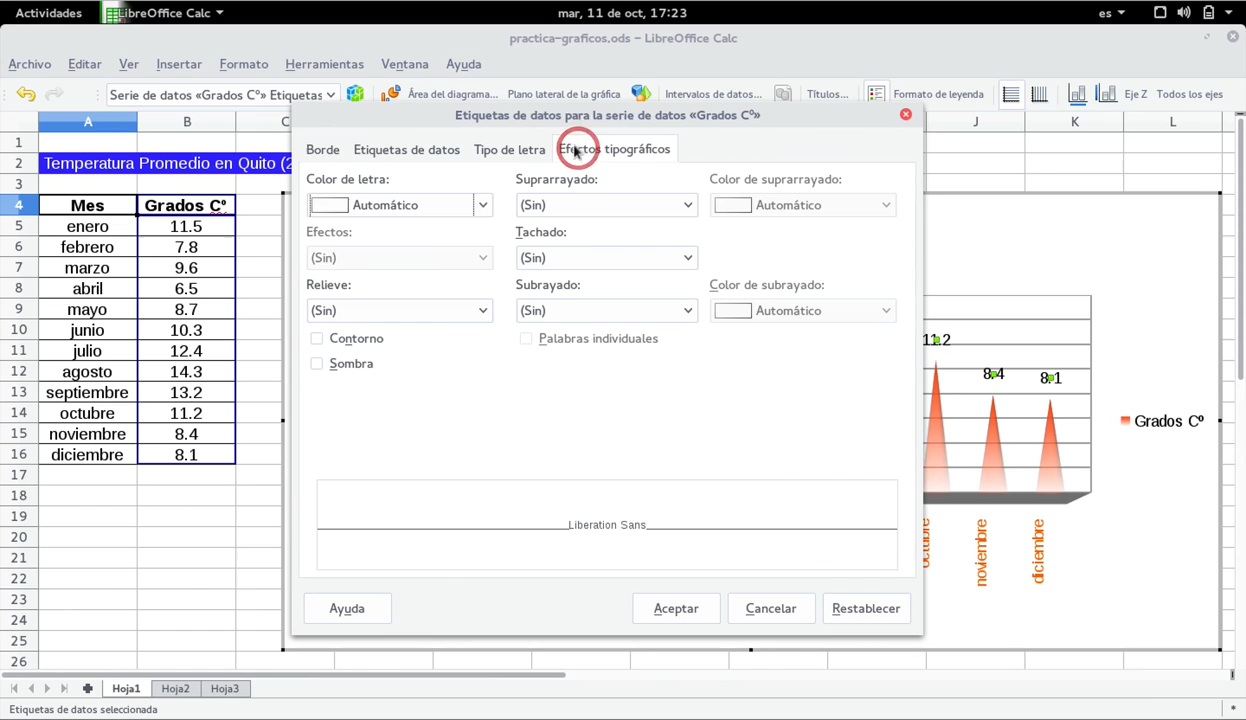 Actividades LibreOffice Calc mar, 11 de oct, 17:23 es
practica-graficos.ods – LibreOffice Calc
Archivo Editar Ver Insertar Formato Herramientas Ventana Ayuda
Serie de datos «Grados Cº» Etiquetas Área del diagrama... Plano lateral de la gráfica Intervalos de datos... Títulos... Formato de leyenda Eje Z Todos los ejes
Etiquetas de datos para la serie de datos «Grados Cº»
A B C J K L
Borde Etiquetas de datos Tipo de letra Efectos tipográficos
1
2 Temperatura Promedio en Quito (2
3
4 Mes Grados Cº
5 enero 11.5
6 febrero 7.8
7 marzo 9.6
8 abril 6.5
9 mayo 8.7
10 junio 10.3
11 julio 12.4
12 agosto 14.3
13 septiembre 13.2
14 octubre 11.2
15 noviembre 8.4
16 diciembre 8.1
17
18
19
20
21
22
23
24
25
26
Color de letra: Suprarrayado: Color de suprarrayado:
Automático (Sin) Automático
Efectos: Tachado:
(Sin) (Sin)
Relieve: Subrayado: Color de subrayado:
(Sin) (Sin) Automático
Contorno Palabras individuales
Sombra
Liberation Sans
Ayuda Aceptar Cancelar Restablecer
11.2
8.4
8.1
Grados Cº
octubre
noviembre
diciembre
Hoja1 Hoja2 Hoja3
Etiquetas de datos seleccionada *